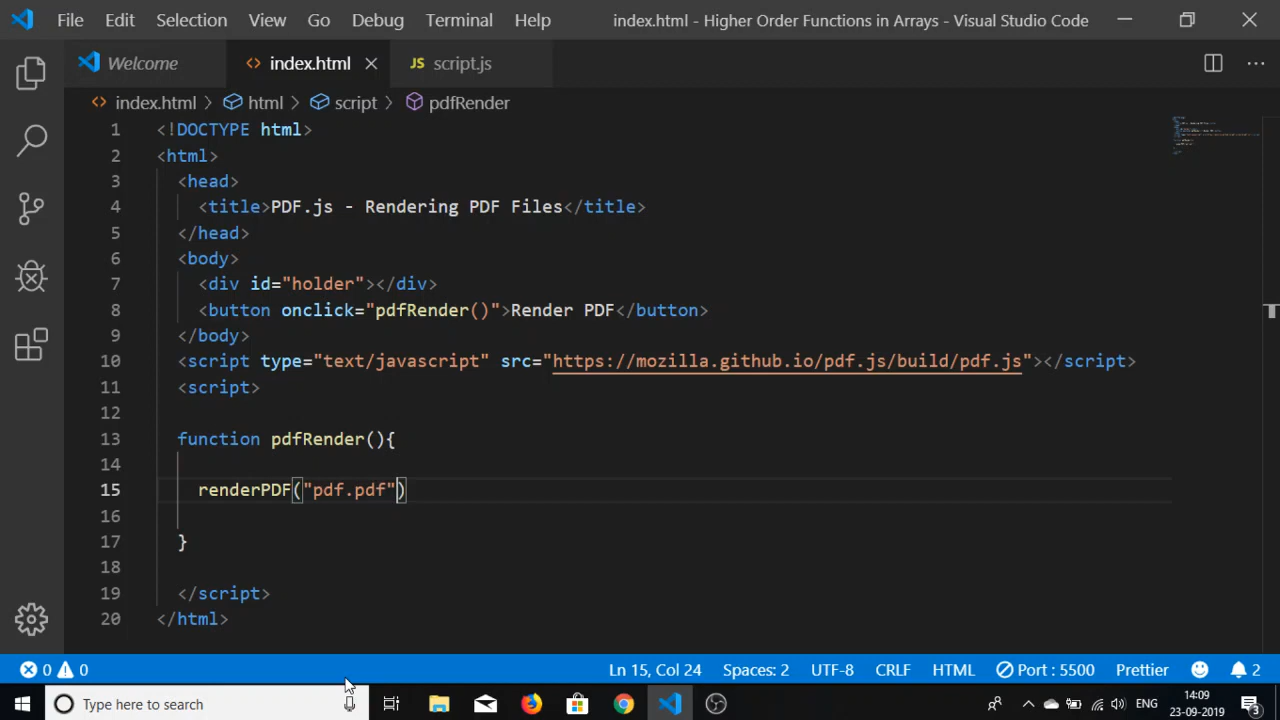 File Edit Selection View Go Debug Terminal Help index.html - Higher Order Functions in Arrays - Visual Studio Code
Welcome index.html JS script.js
index.html html script pdfRender
1 <!DOCTYPE html>
2 <html>
3 <head>
4 <title>PDF.js - Rendering PDF Files</title>
5 </head>
6 <body>
7 <div id="holder"></div>
8 <button onclick="pdfRender()">Render PDF</button>
9 </body>
10 <script type="text/javascript" src="https://mozilla.github.io/pdf.js/build/pdf.js"></script>
11 <script>
12
13 function pdfRender(){
14
15 renderPDF("pdf.pdf")
16
17 }
18
19 </script>
20 </html>
0 0 Ln 15, Col 24 Spaces: 2 UTF-8 CRLF HTML Port : 5500 Prettier 2
Type here to search ENG 14:09
23-09-2019 3